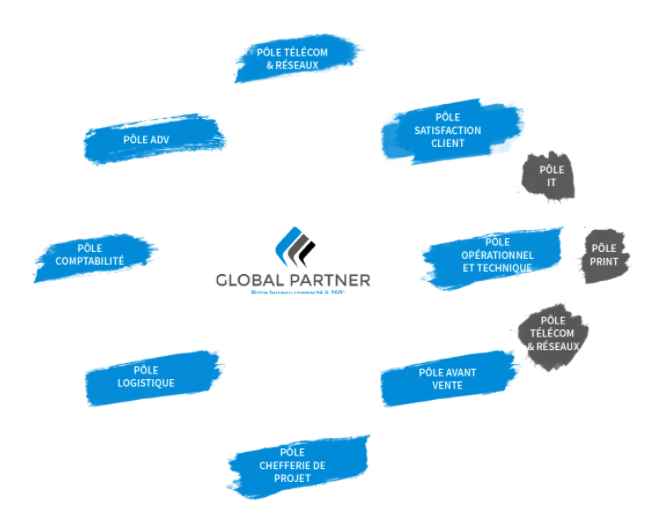 PÔLE TÉLÉCOM
& RÉSEAUX
PÔLE ADV
PÔLE
SATISFACTION
CLIENT
PÔLE
IT
PÔLE
COMPTABILITÉ
PÔLE
OPÉRATIONNEL
ET TECHNIQUE
PÔLE
PRINT
GLOBAL PARTNER
Votre bureau connecté à 360°
PÔLE
TÉLÉCOM
& RÉSEAUX
PÔLE
LOGISTIQUE
PÔLE AVANT
VENTE
PÔLE
CHEFFERIE DE
PROJET